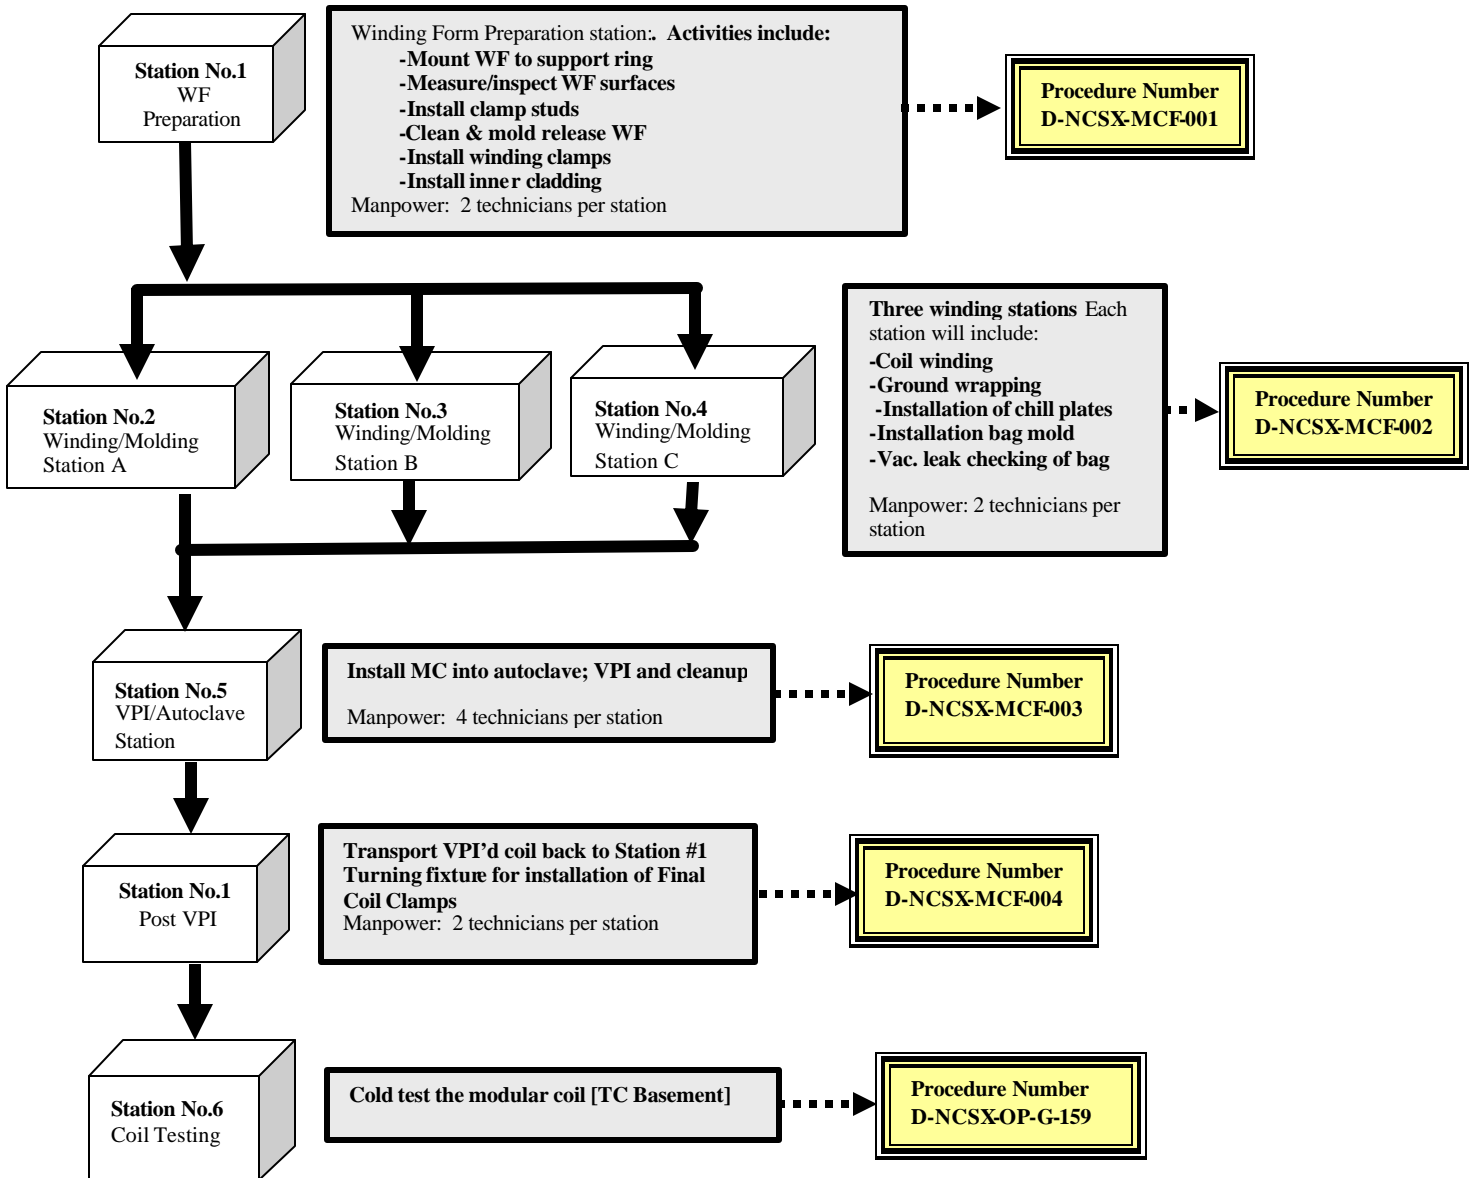 Station No.1
WF
Preparation
Winding Form Preparation station:. Activities include:
-Mount WF to support ring
-Measure/inspect WF surfaces
-Install clamp studs
-Clean & mold release WF
-Install winding clamps
-Install inner cladding
Manpower: 2 technicians per station
Procedure Number
D-NCSX-MCF-001
Station No.2
Winding/Molding
Station A
Station No.3
Winding/Molding
Station B
Station No.4
Winding/Molding
Station C
Three winding stations Each
station will include:
-Coil winding
-Ground wrapping
-Installation of chill plates
-Installation bag mold
-Vac. leak checking of bag
Manpower: 2 technicians per
station
Procedure Number
D-NCSX-MCF-002
Station No.5
VPI/Autoclave
Station
Install MC into autoclave; VPI and cleanup
Manpower: 4 technicians per station
Procedure Number
D-NCSX-MCF-003
Station No.1
Post VPI
Transport VPI’d coil back to Station #1
Turning fixture for installation of Final
Coil Clamps
Manpower: 2 technicians per station
Procedure Number
D-NCSX-MCF-004
Station No.6
Coil Testing
Cold test the modular coil [TC Basement]
Procedure Number
D-NCSX-OP-G-159